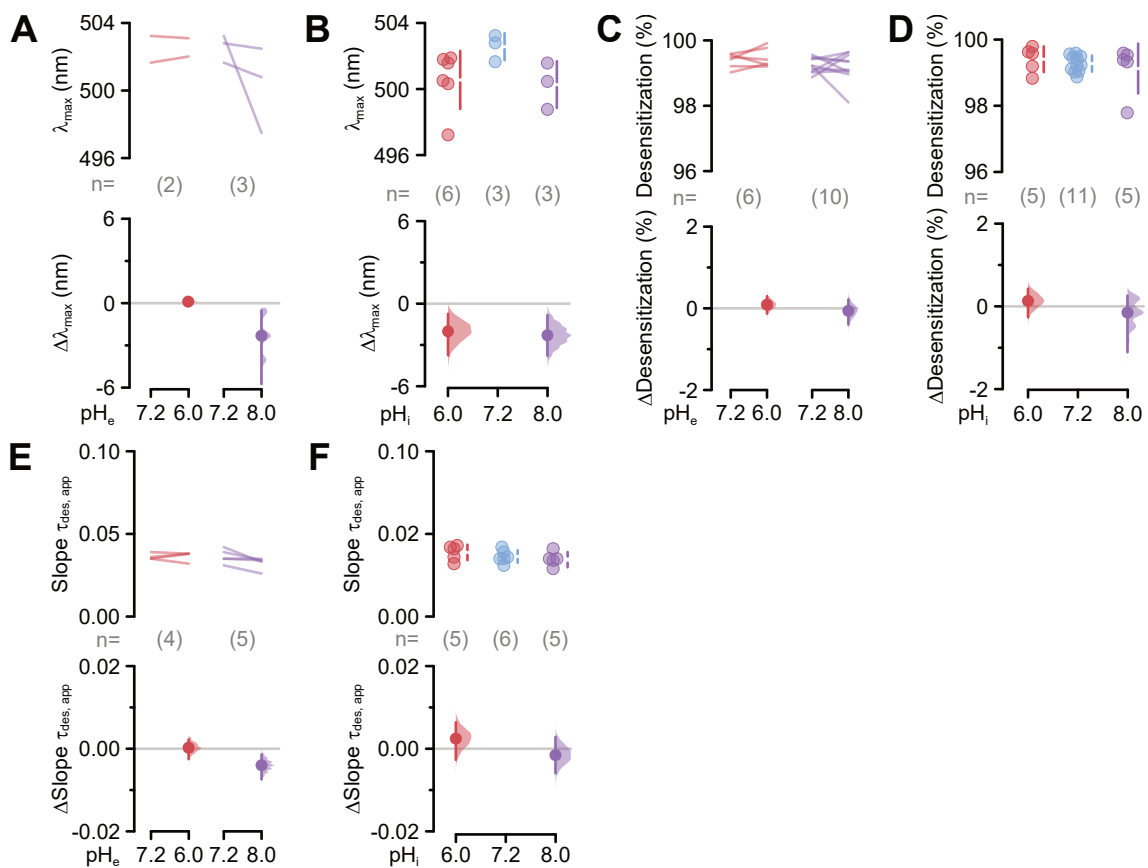 A
504
500
496
λmax (nm)
n= (2) (3)
6
0
-6
Δλmax (nm)
pHe 7.2 6.0 7.2 8.0
B
504
500
496
λmax (nm)
(6) (3) (3)
6
0
-6
Δλmax (nm)
pHi 6.0 7.2 8.0
C
100
98
96
Desensitization (%)
n= (6) (10)
2
0
-2
ΔDesensitization (%)
pHe 7.2 6.0 7.2 8.0
D
100
98
96
Desensitization (%)
n= (5) (11) (5)
2
0
-2
ΔDesensitization (%)
pHi 6.0 7.2 8.0
E
0.10
0.05
0.00
Slope τdes, app
n= (4) (5)
0.02
0.00
-0.02
ΔSlope τdes, app
pHe 7.2 6.0 7.2 8.0
F
0.10
0.02
0.00
Slope τdes, app
n= (5) (6) (5)
0.02
0.00
-0.02
ΔSlope τdes, app
pHi 6.0 7.2 8.0